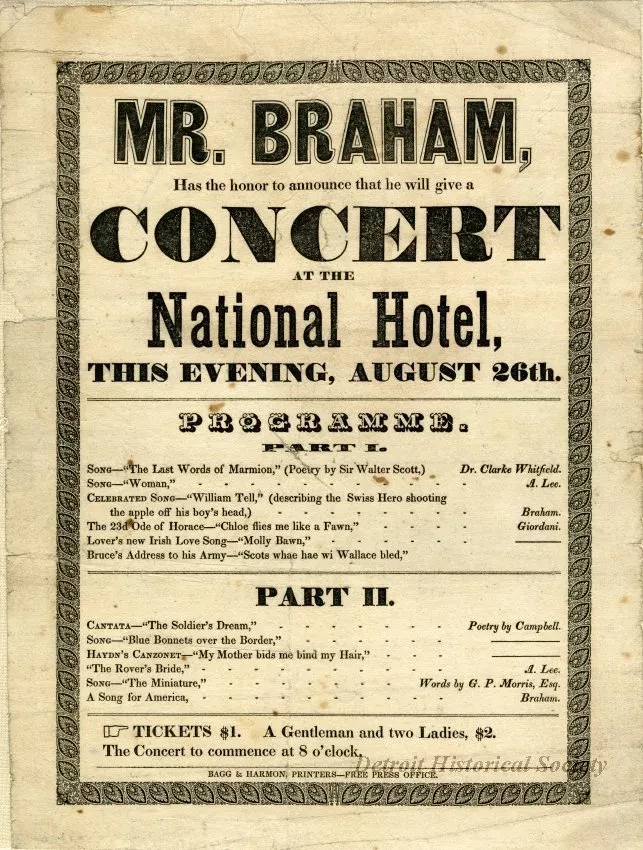 MR. BRAHAM,
Has the honor to announce that he will give a
CONCERT
AT THE
National Hotel,
THIS EVENING, AUGUST 26th.
PROGRAMME.
PART I.
SONG—"The Last Words of Marmion," (Poetry by Sir Walter Scott,) Dr. Clarke Whitfield.
SONG—"Woman," - - - - - - - - - A. Lee.
CELEBRATED SONG—"William Tell," (describing the Swiss Hero shooting
the apple off his boy's head,) - - - - - - - Braham.
The 23d Ode of Horace—"Chloe flies me like a Fawn," - - - - - Giordani.
Lover's new Irish Love Song—"Molly Bawn," - - - - - - ———
Bruce's Address to his Army—"Scots whae hae wi Wallace bled,"
PART II.
CANTATA—"The Soldier's Dream," - - - - - - - Poetry by Campbell.
SONG—"Blue Bonnets over the Border," - - - - - - ———
HAYDN'S CANZONET—"My Mother bids me bind my Hair," - - - ———
"The Rover's Bride," - - - - - - - - - A. Lee.
SONG—"The Miniature," - - - - - - - Words by G. P. Morris, Esq.
A Song for America, - - - - - - - - - Braham.
☞ TICKETS $1. A Gentleman and two Ladies, $2.
The Concert to commence at 8 o'clock.
Detroit Historical Society
BAGG & HARMON, PRINTERS—FREE PRESS OFFICE.